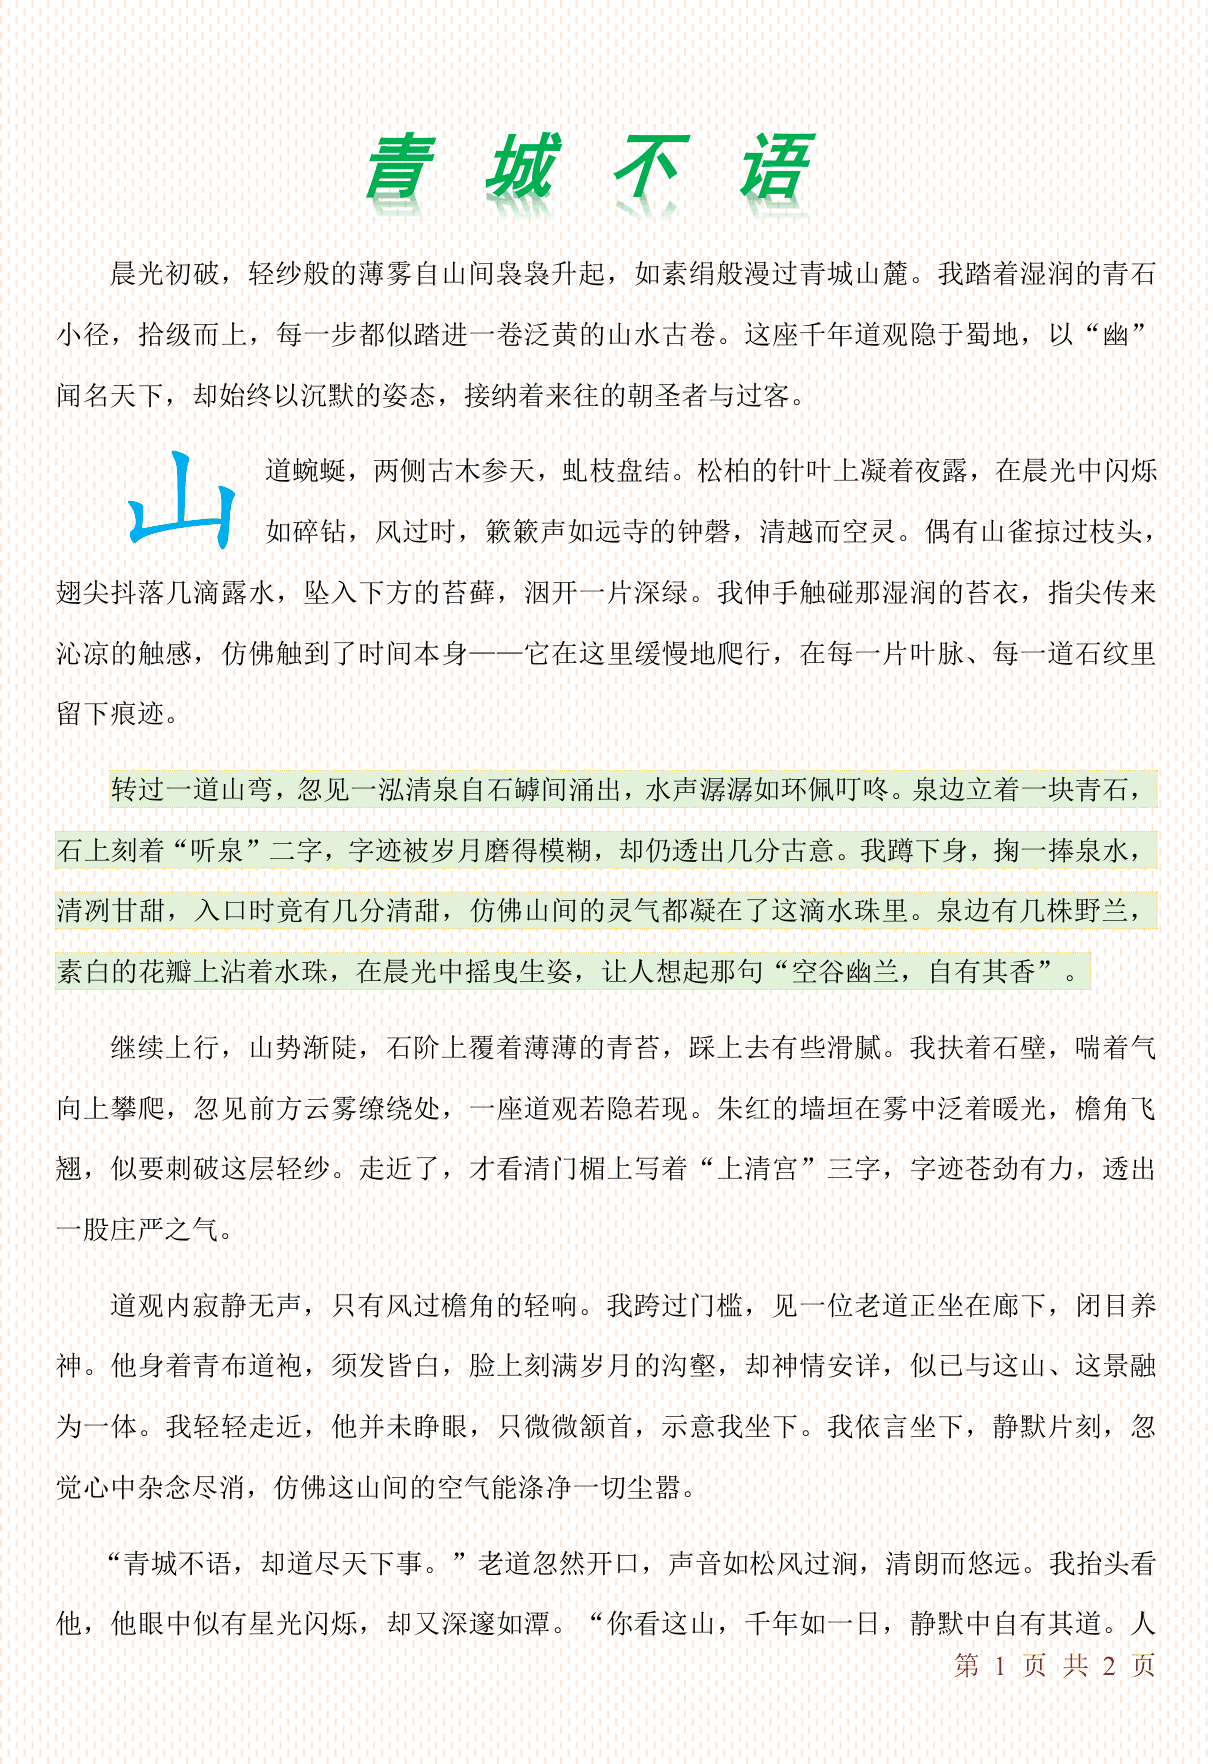 青城不语
晨光初破，轻纱般的薄雾自山间袅袅升起，如素绢般漫过青城山麓。我踏着湿润的青石
小径，拾级而上，每一步都似踏进一卷泛黄的山水古卷。这座千年道观隐于蜀地，以“幽”
闻名天下，却始终以沉默的姿态，接纳着来往的朝圣者与过客。
山道蜿蜒，两侧古木参天，虬枝盘结。松柏的针叶上凝着夜露，在晨光中闪烁
如碎钻，风过时，簌簌声如远寺的钟磬，清越而空灵。偶有山雀掠过枝头，
翅尖抖落几滴露水，坠入下方的苔藓，洇开一片深绿。我伸手触碰那湿润的苔衣，指尖传来
沁凉的触感，仿佛触到了时间本身——它在这里缓慢地爬行，在每一片叶脉、每一道石纹里
留下痕迹。
转过一道山弯，忽见一泓清泉自石罅间涌出，水声潺潺如环佩叮咚。泉边立着一块青石，
石上刻着“听泉”二字，字迹被岁月磨得模糊，却仍透出几分古意。我蹲下身，掬一捧泉水，
清冽甘甜，入口时竟有几分清甜，仿佛山间的灵气都凝在了这滴水珠里。泉边有几株野兰，
素白的花瓣上沾着水珠，在晨光中摇曳生姿，让人想起那句“空谷幽兰，自有其香”。
继续上行，山势渐陡，石阶上覆着薄薄的青苔，踩上去有些滑腻。我扶着石壁，喘着气
向上攀爬，忽见前方云雾缭绕处，一座道观若隐若现。朱红的墙垣在雾中泛着暖光，檐角飞
翘，似要刺破这层轻纱。走近了，才看清门楣上写着“上清宫”三字，字迹苍劲有力，透出
一股庄严之气。
道观内寂静无声，只有风过檐角的轻响。我跨过门槛，见一位老道正坐在廊下，闭目养
神。他身着青布道袍，须发皆白，脸上刻满岁月的沟壑，却神情安详，似已与这山、这景融
为一体。我轻轻走近，他并未睁眼，只微微颔首，示意我坐下。我依言坐下，静默片刻，忽
觉心中杂念尽消，仿佛这山间的空气能涤净一切尘嚣。
“青城不语，却道尽天下事。”老道忽然开口，声音如松风过涧，清朗而悠远。我抬头看
他，他眼中似有星光闪烁，却又深邃如潭。“你看这山，千年如一日，静默中自有其道。人
第 1 页 共 2 页